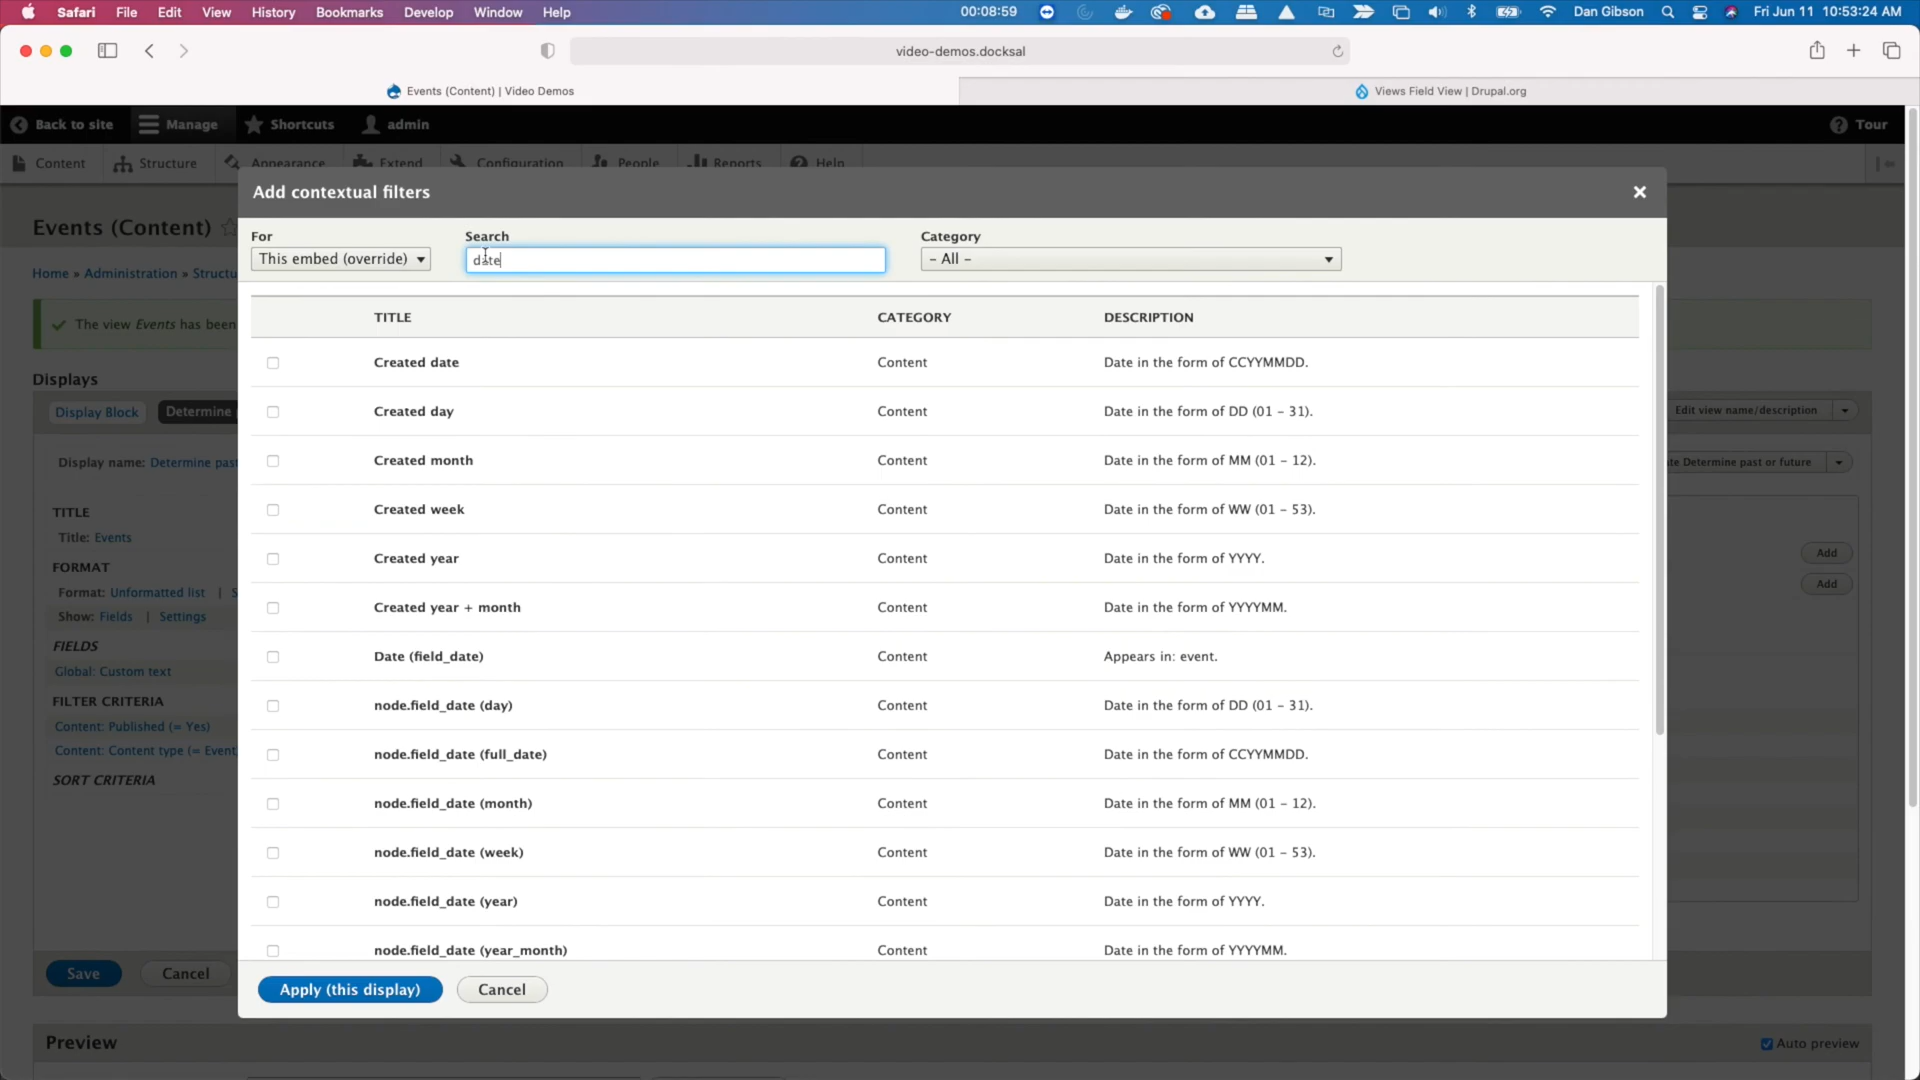 Safari File Edit View History Bookmarks Develop Window Help 00:08:59 Dan Gibson Fri Jun 11 10:53:24 AM
video-demos.docksal
Events (Content) | Video Demos Views Field View | Drupal.org
Back to site Manage Shortcuts admin Tour
Content Structure Appearance Extend Configuration People Reports Help
Add contextual filters
Events (Content)
For Search Category
This embed (override) date - All -
Home » Administration » Structu
TITLE CATEGORY DESCRIPTION
The view Events has been
Created date Content Date in the form of CCYYMMDD.
Displays
Display Block Determine Created day Content Date in the form of DD (01 - 31). Edit view name/description
Display name: Determine past Created month Content Date in the form of MM (01 - 12). te Determine past or future
TITLE Created week Content Date in the form of WW (01 - 53).
Title: Events
FORMAT Created year Content Date in the form of YYYY. Add
Format: Unformatted list | S Add
Show: Fields | Settings Created year + month Content Date in the form of YYYYMM.
FIELDS Date (field_date) Content Appears in: event.
Global: Custom text
FILTER CRITERIA node.field_date (day) Content Date in the form of DD (01 - 31).
Content: Published (= Yes)
Content: Content type (= Event node.field_date (full_date) Content Date in the form of CCYYMMDD.
SORT CRITERIA
node.field_date (month) Content Date in the form of MM (01 - 12).
node.field_date (week) Content Date in the form of WW (01 - 53).
node.field_date (year) Content Date in the form of YYYY.
node.field_date (year_month) Content Date in the form of YYYYMM.
Save Cancel Apply (this display) Cancel
Preview Auto preview